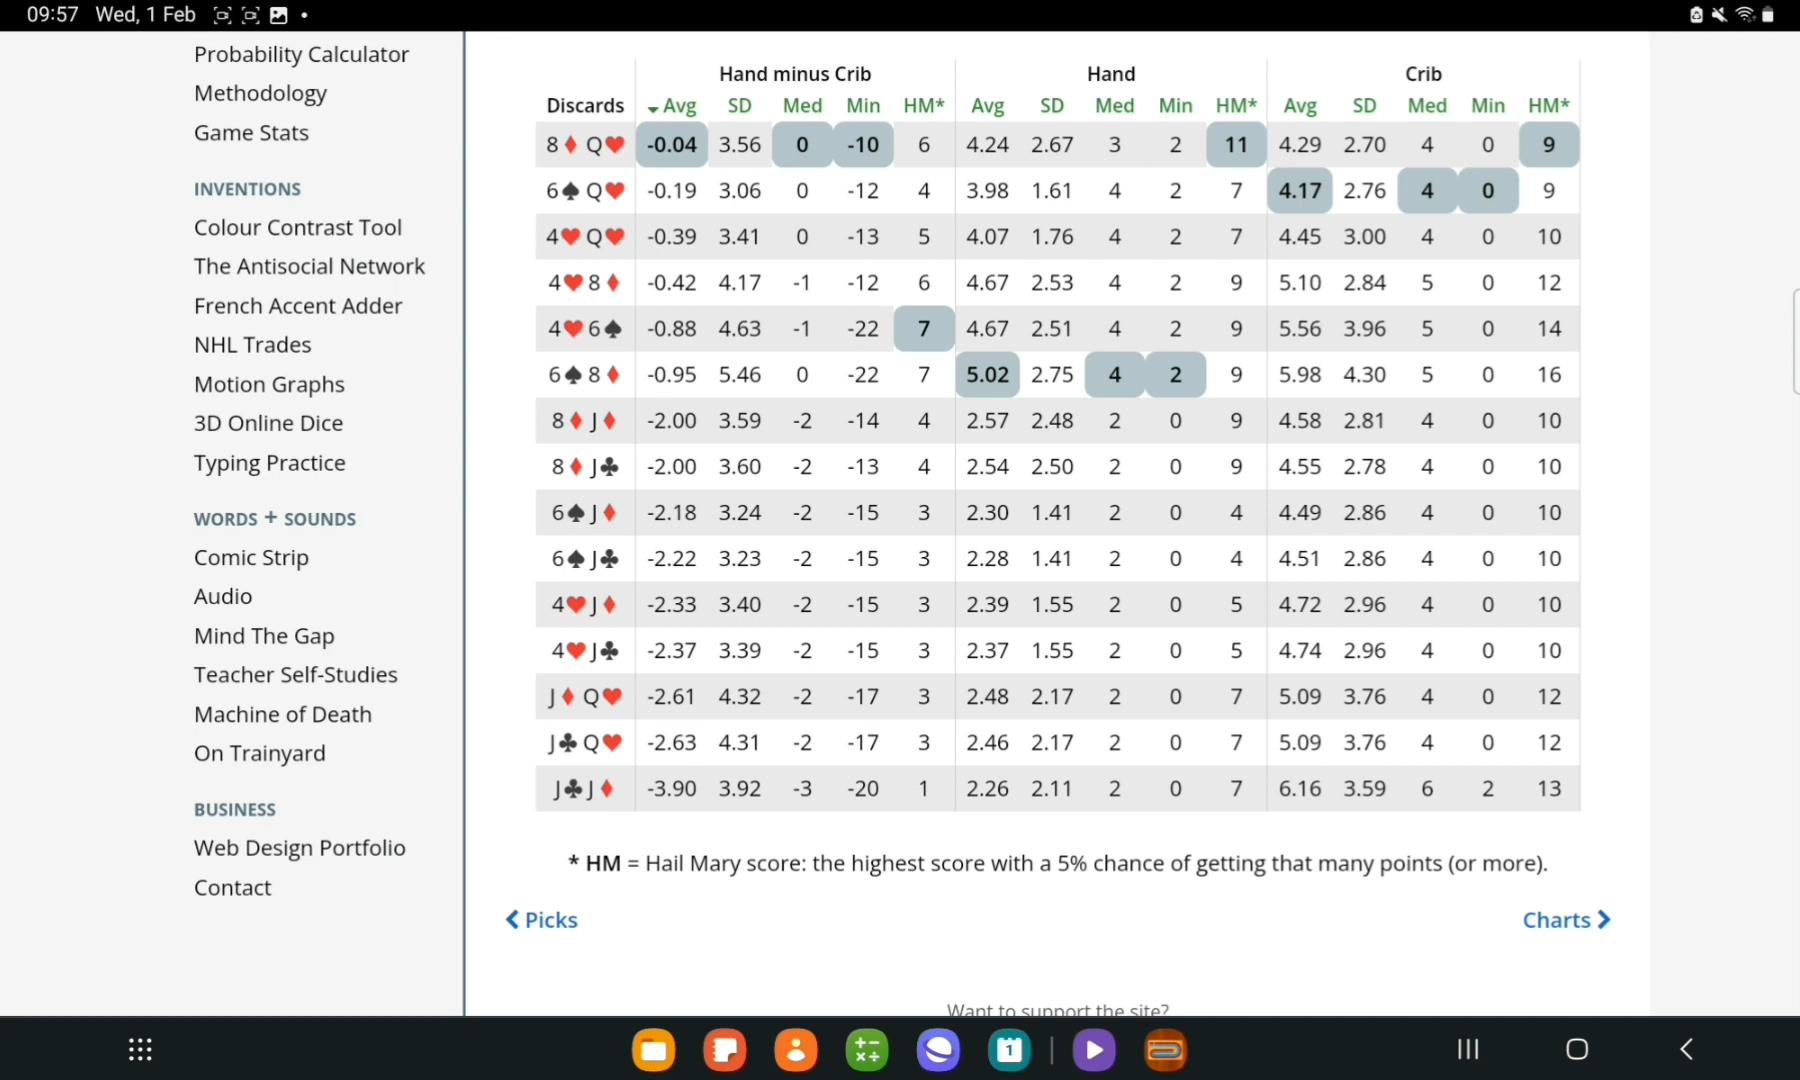 09:57 Wed, 1 Feb
Probability Calculator
Methodology
Game Stats
INVENTIONS
Colour Contrast Tool
The Antisocial Network
French Accent Adder
NHL Trades
Motion Graphs
3D Online Dice
Typing Practice
WORDS + SOUNDS
Comic Strip
Audio
Mind The Gap
Teacher Self-Studies
Machine of Death
On Trainyard
BUSINESS
Web Design Portfolio
Contact
Hand minus Crib Hand Crib
Discards Avg SD Med Min HM* Avg SD Med Min HM* Avg SD Med Min HM*
8♦ Q♥ -0.04 3.56 0 -10 6 4.24 2.67 3 2 11 4.29 2.70 4 0 9
6♠ Q♥ -0.19 3.06 0 -12 4 3.98 1.61 4 2 7 4.17 2.76 4 0 9
4♥ Q♥ -0.39 3.41 0 -13 5 4.07 1.76 4 2 7 4.45 3.00 4 0 10
4♥ 8♦ -0.42 4.17 -1 -12 6 4.67 2.53 4 2 9 5.10 2.84 5 0 12
4♥ 6♠ -0.88 4.63 -1 -22 7 4.67 2.51 4 2 9 5.56 3.96 5 0 14
6♠ 8♦ -0.95 5.46 0 -22 7 5.02 2.75 4 2 9 5.98 4.30 5 0 16
8♦ J♦ -2.00 3.59 -2 -14 4 2.57 2.48 2 0 9 4.58 2.81 4 0 10
8♦ J♣ -2.00 3.60 -2 -13 4 2.54 2.50 2 0 9 4.55 2.78 4 0 10
6♠ J♦ -2.18 3.24 -2 -15 3 2.30 1.41 2 0 4 4.49 2.86 4 0 10
6♠ J♣ -2.22 3.23 -2 -15 3 2.28 1.41 2 0 4 4.51 2.86 4 0 10
4♥ J♦ -2.33 3.40 -2 -15 3 2.39 1.55 2 0 5 4.72 2.96 4 0 10
4♥ J♣ -2.37 3.39 -2 -15 3 2.37 1.55 2 0 5 4.74 2.96 4 0 10
J♦ Q♥ -2.61 4.32 -2 -17 3 2.48 2.17 2 0 7 5.09 3.76 4 0 12
J♣ Q♥ -2.63 4.31 -2 -17 3 2.46 2.17 2 0 7 5.09 3.76 4 0 12
J♣ J♦ -3.90 3.92 -3 -20 1 2.26 2.11 2 0 7 6.16 3.59 6 2 13
* HM = Hail Mary score: the highest score with a 5% chance of getting that many points (or more).
Picks
Charts
Want to support the site?
1